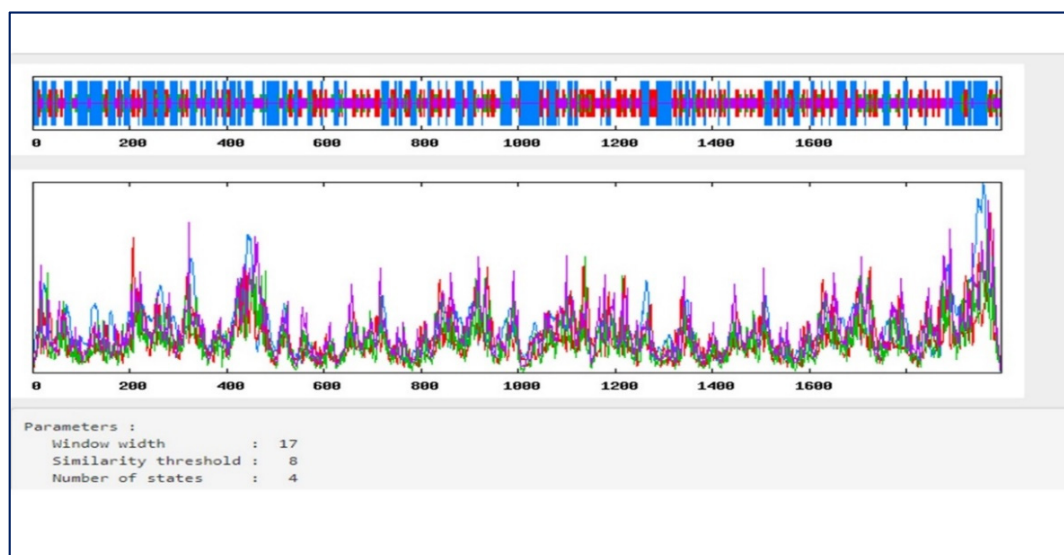 0 200 400 600 800 1000 1200 1400 1600
0 200 400 600 800 1000 1200 1400 1600
Parameters :
Window width : 17
Similarity threshold : 8
Number of states : 4